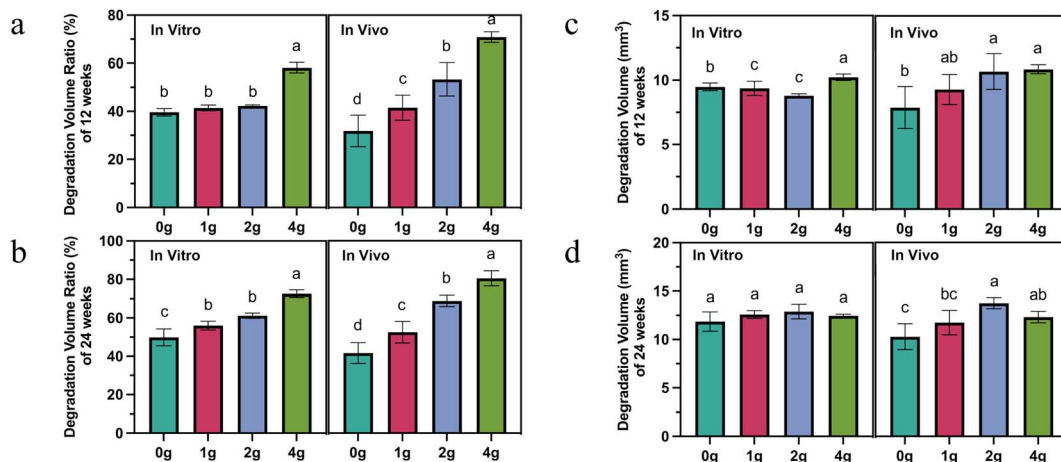 a
Degradation Volume Ratio (%)
of 12 weeks
80
60
40
20
0
In Vitro
b b b a
0g 1g 2g 4g
In Vivo
d c b a
0g 1g 2g 4g
c
Degradation Volume (mm³)
of 12 weeks
15
10
5
0
In Vitro
b c c a
0g 1g 2g 4g
In Vivo
b ab a a
0g 1g 2g 4g
b
Degradation Volume Ratio (%)
of 24 weeks
100
80
60
40
20
0
In Vitro
c b b a
0g 1g 2g 4g
In Vivo
d c b a
0g 1g 2g 4g
d
Degradation Volume (mm³)
of 24 weeks
20
15
10
5
0
In Vitro
a a a a
0g 1g 2g 4g
In Vivo
c bc a ab
0g 1g 2g 4g